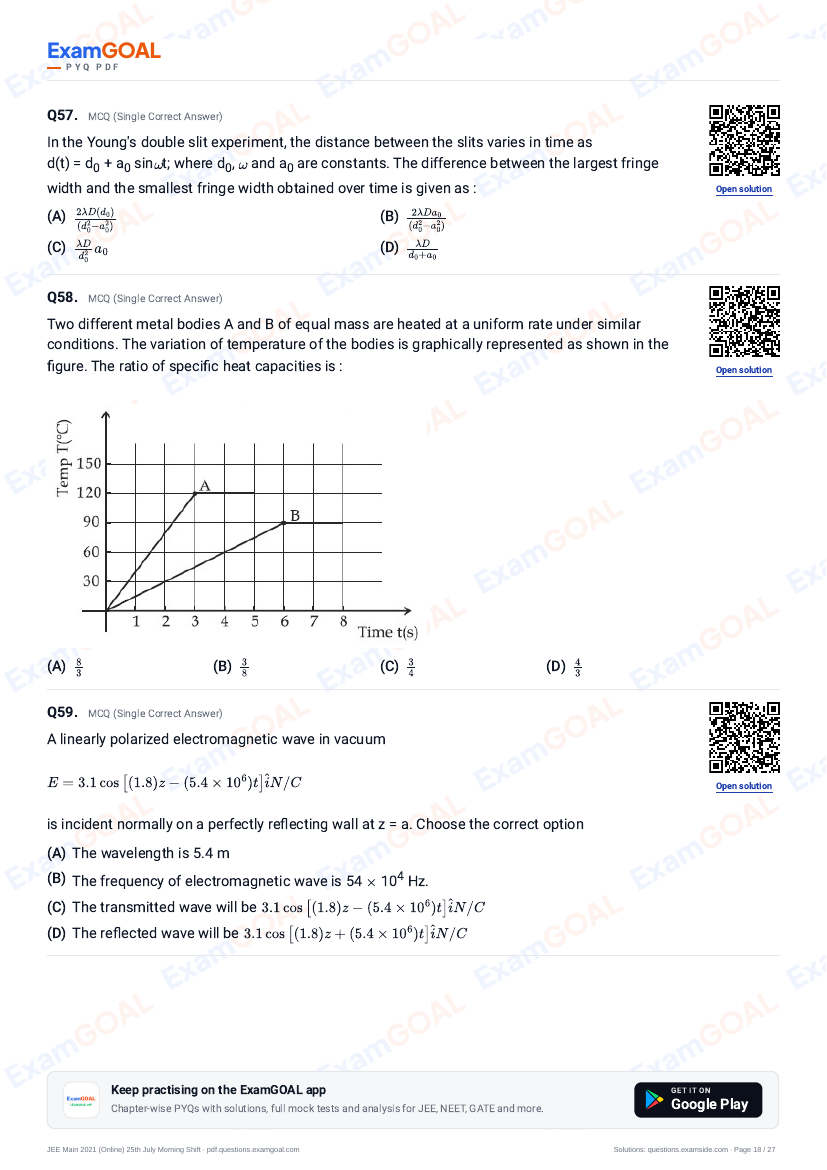 ExamGOAL
PYQ PDF
Q57. MCQ (Single Correct Answer)
In the Young's double slit experiment, the distance between the slits varies in time as
d(t) = d₀ + a₀ sinωt; where d₀, ω and a₀ are constants. The difference between the largest fringe
width and the smallest fringe width obtained over time is given as :
Open solution
(A) 2λD(d₀)/(d₀² − a₀²) (B) 2λDa₀/(d₀² − a₀²)
(C) λD/d₀² a₀ (D) λD/(d₀ + a₀)
Q58. MCQ (Single Correct Answer)
Two different metal bodies A and B of equal mass are heated at a uniform rate under similar
conditions. The variation of temperature of the bodies is graphically represented as shown in the
figure. The ratio of specific heat capacities is :
Open solution
Temp T(°C)
150
120
90
60
30
A
B
1 2 3 4 5 6 7 8
Time t(s)
(A) 8/3 (B) 3/8 (C) 3/4 (D) 4/3
Q59. MCQ (Single Correct Answer)
A linearly polarized electromagnetic wave in vacuum
E = 3.1 cos [(1.8)z − (5.4 × 10⁶)t] îN/C
Open solution
is incident normally on a perfectly reflecting wall at z = a. Choose the correct option
(A) The wavelength is 5.4 m
(B) The frequency of electromagnetic wave is 54 × 10⁴ Hz.
(C) The transmitted wave will be 3.1 cos [(1.8)z − (5.4 × 10⁶)t] îN/C
(D) The reflected wave will be 3.1 cos [(1.8)z + (5.4 × 10⁶)t] îN/C
ExamGOAL
Keep practising on the ExamGOAL app
Chapter-wise PYQs with solutions, full mock tests and analysis for JEE, NEET, GATE and more.
GET IT ON
Google Play
JEE Main 2021 (Online) 25th July Morning Shift · pdf.questions.examgoal.com
Solutions: questions.examside.com · Page 18 / 27